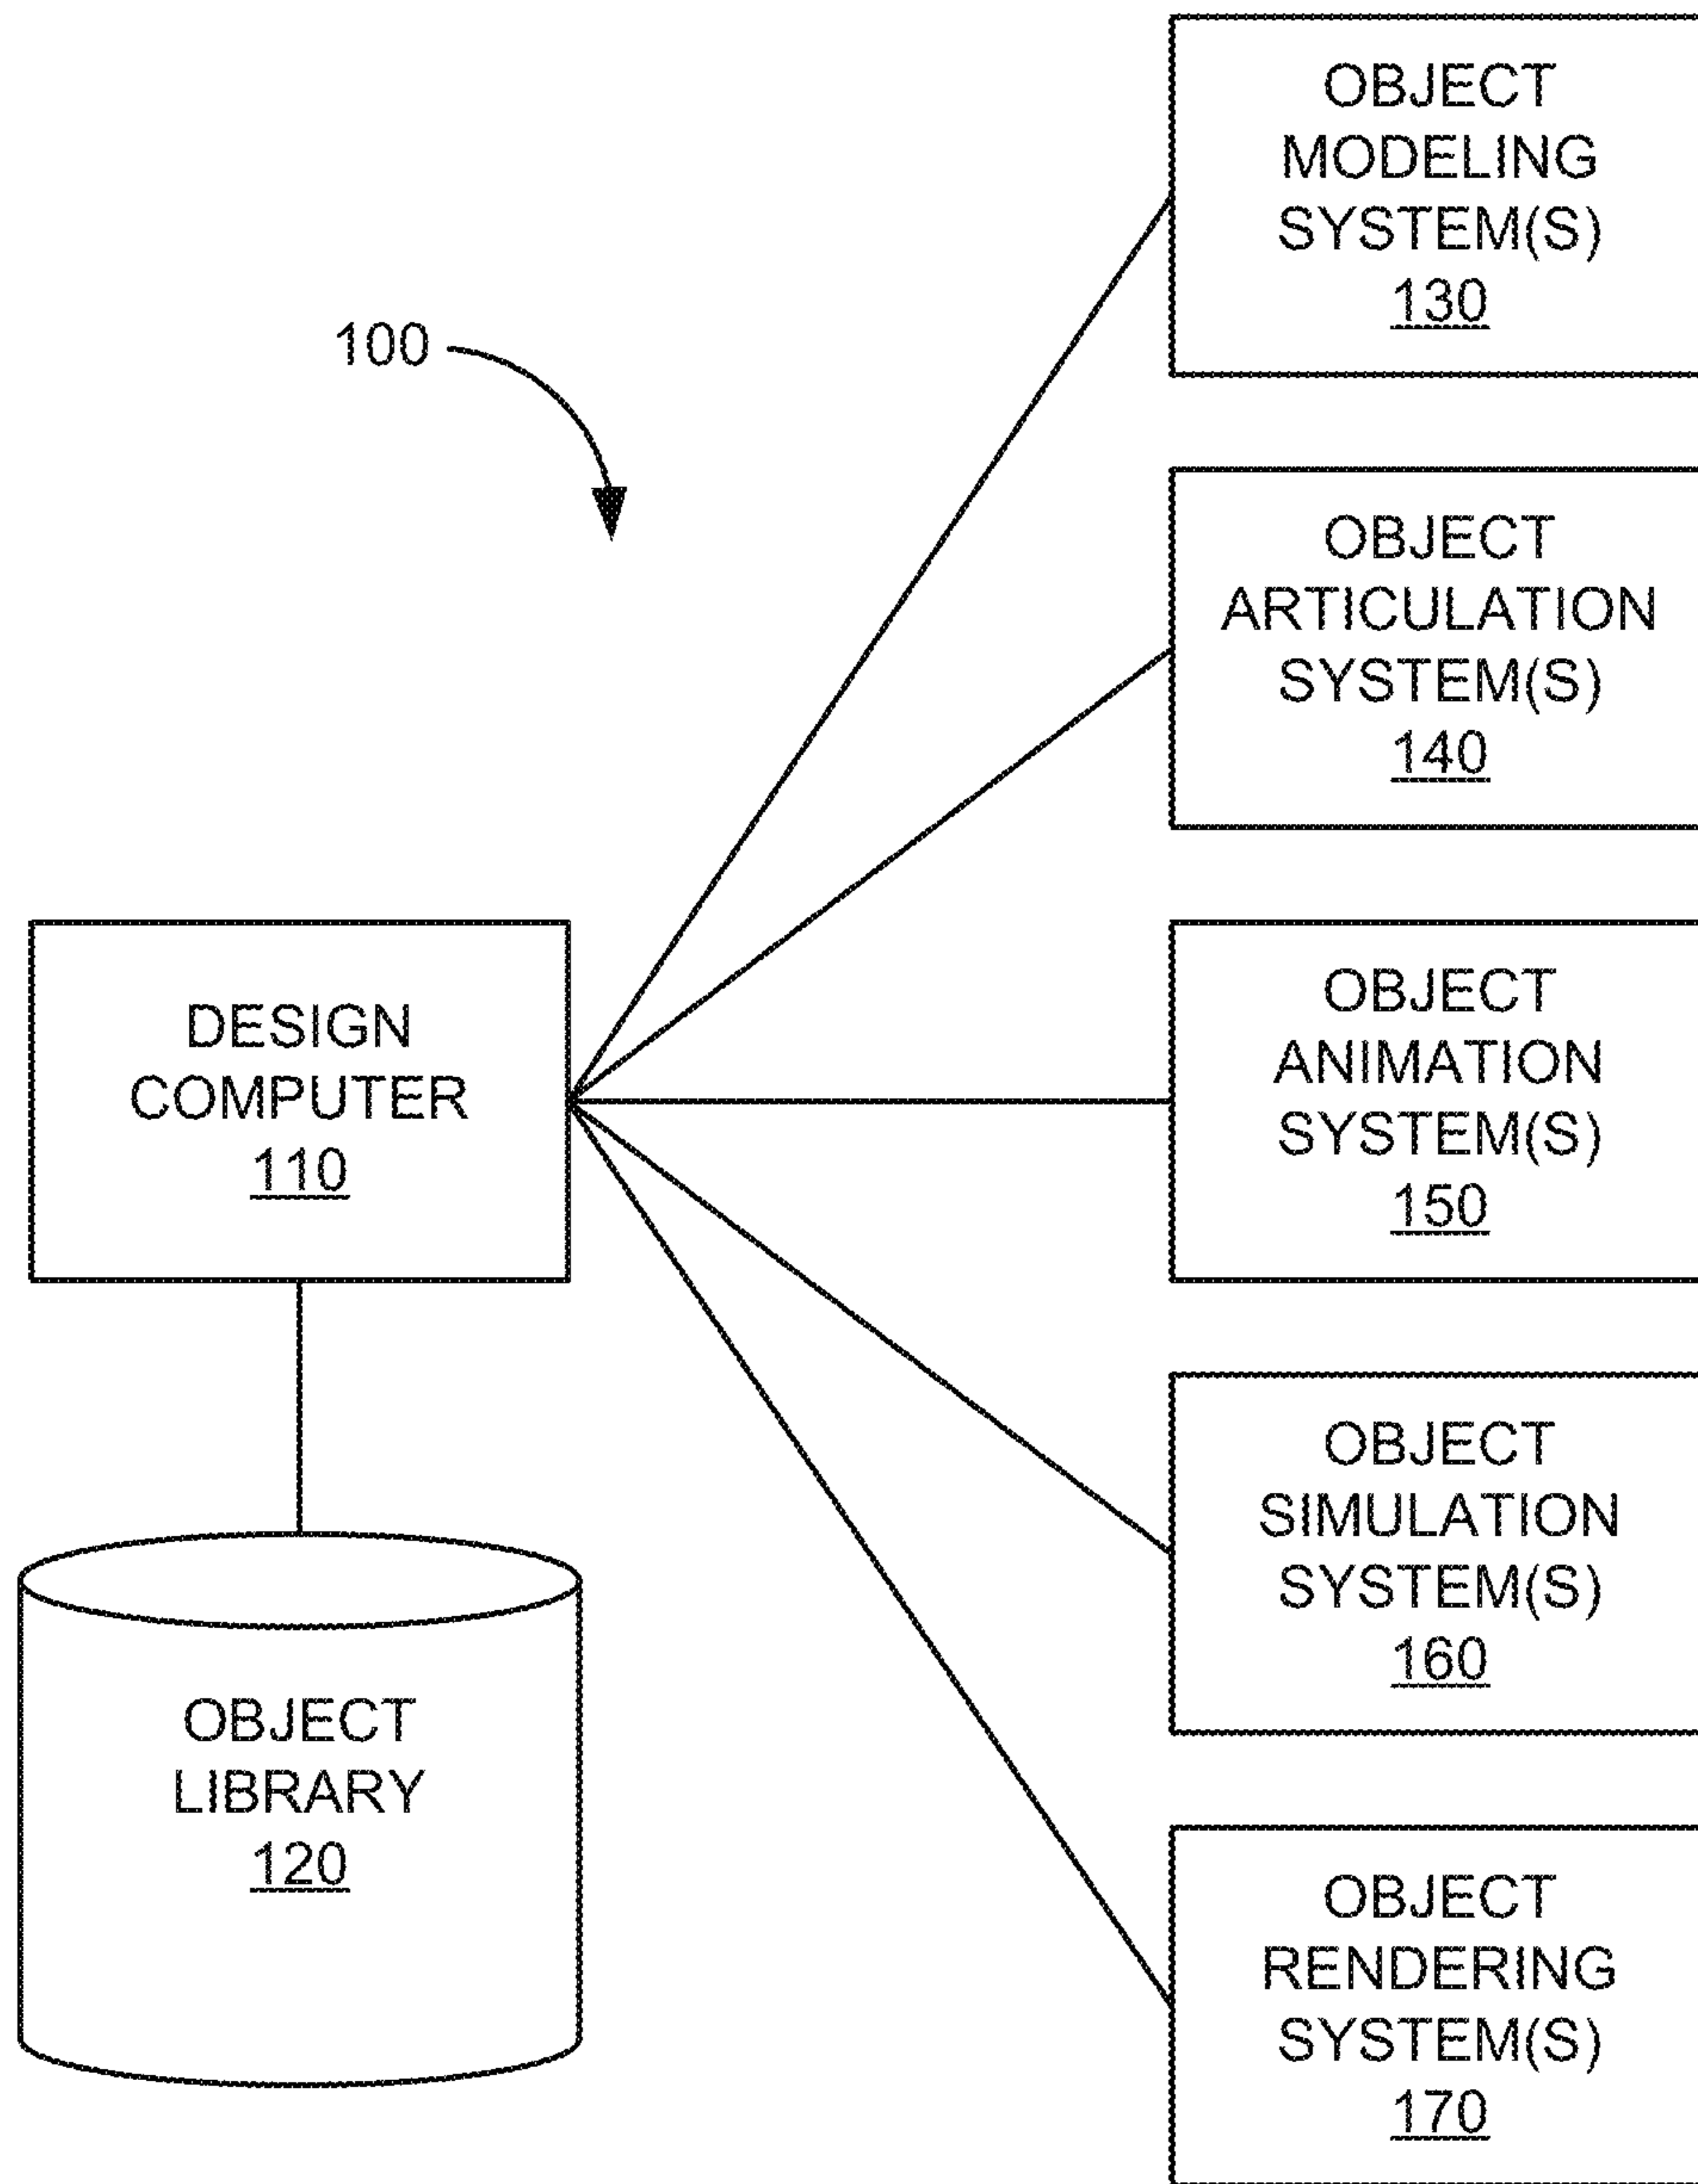 100
OBJECT
MODELING
SYSTEM(S)
130
OBJECT
ARTICULATION
SYSTEM(S)
140
DESIGN
COMPUTER
110
OBJECT
ANIMATION
SYSTEM(S)
150
OBJECT
SIMULATION
SYSTEM(S)
160
OBJECT
LIBRARY
120
OBJECT
RENDERING
SYSTEM(S)
170